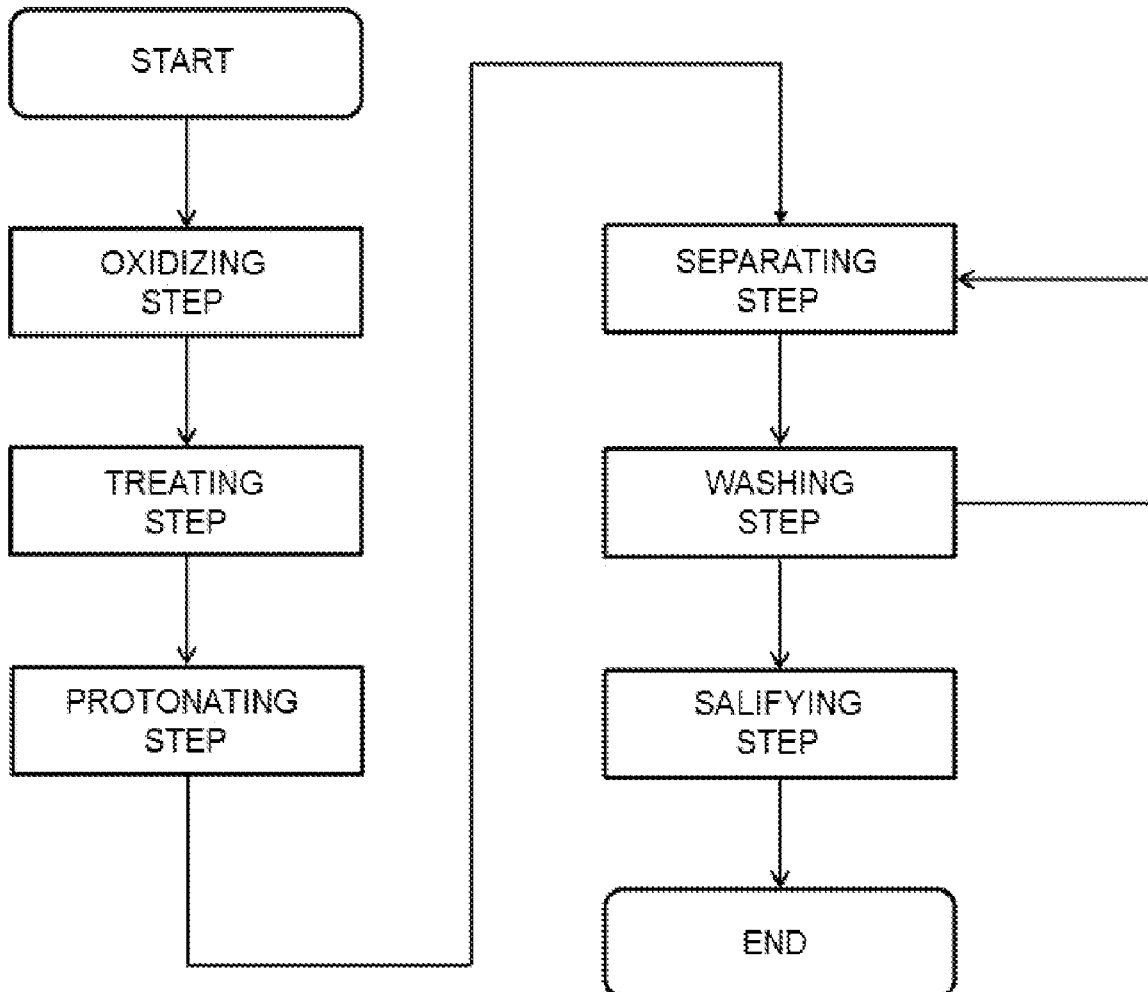 START
OXIDIZING
STEP
TREATING
STEP
PROTONATING
STEP
SEPARATING
STEP
WASHING
STEP
SALIFYING
STEP
END